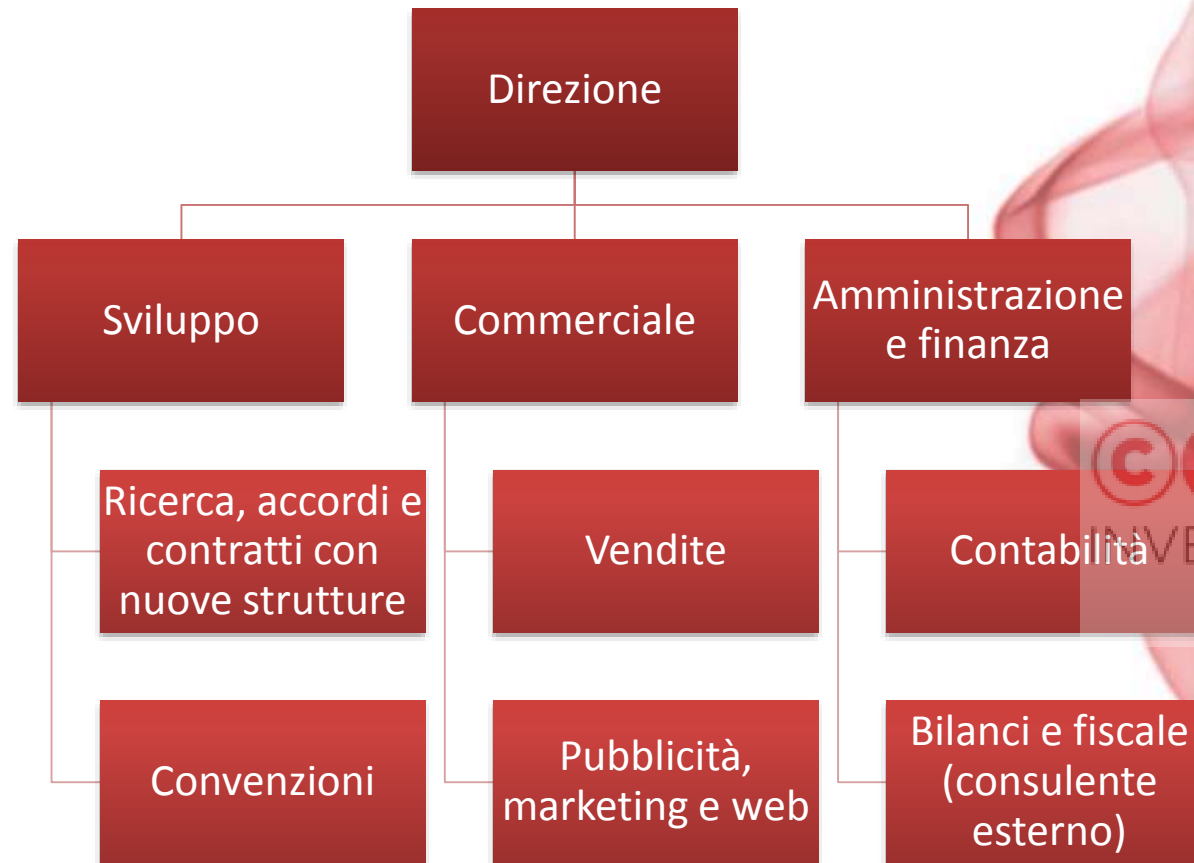 Direzione
Sviluppo
Commerciale
Amministrazione
e finanza
Ricerca, accordi e
contratti con
nuove strutture
Vendite
Contabilità
Convenzioni
Pubblicità,
marketing e web
Bilanci e fiscale
(consulente
esterno)